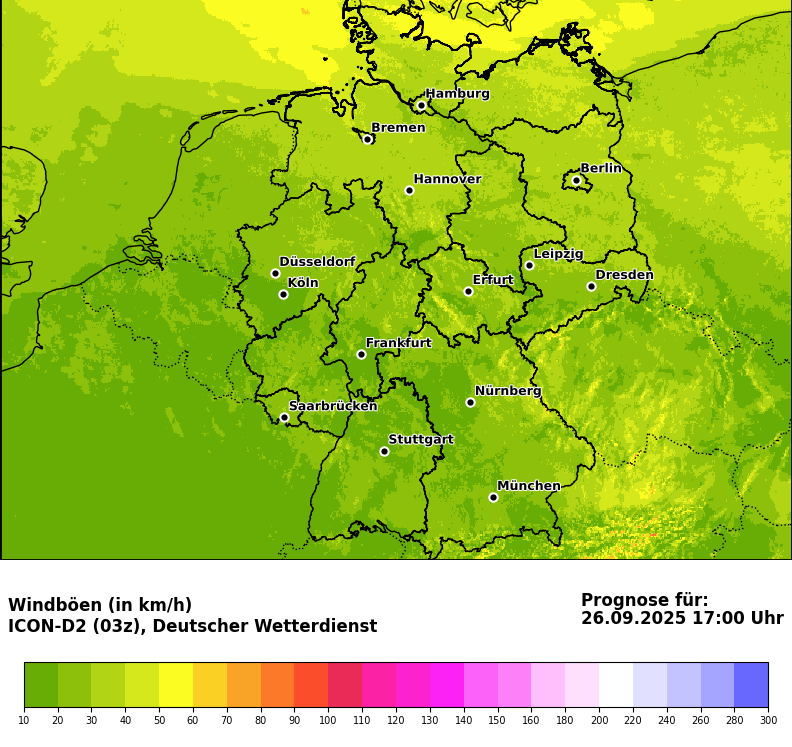 Hamburg
Bremen
Berlin
Hannover
Leipzig
Düsseldorf
Dresden
Köln
Erfurt
Frankfurt
Nürnberg
Saarbrücken
Stuttgart
München
Windböen (in km/h)
ICON-D2 (03z), Deutscher Wetterdienst
Prognose für:
26.09.2025 17:00 Uhr
10 20 30 40 50 60 70 80 90 100 110 120 130 140 150 160 180 200 220 240 260 280 300